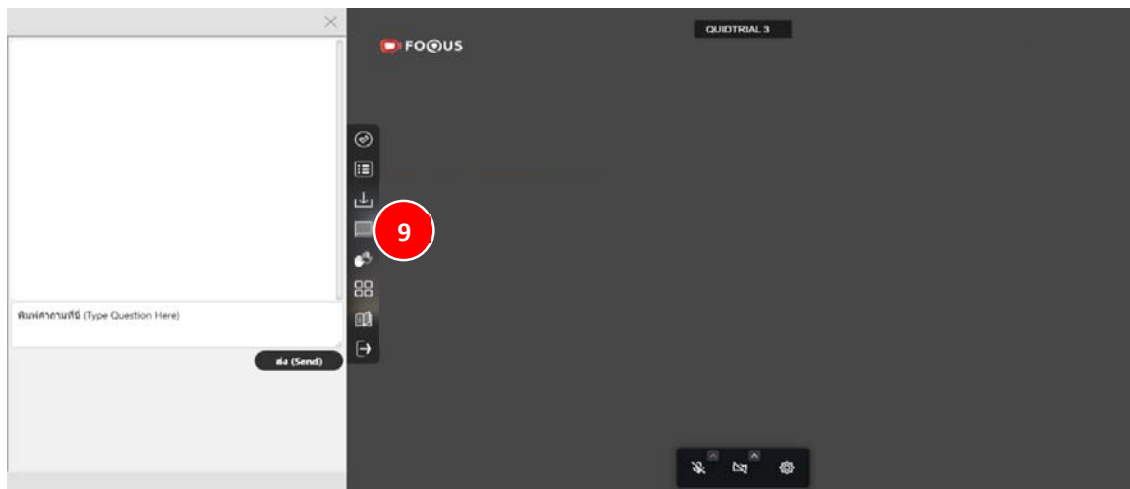 QUIDTRIAL 3
FOQUS
9
พิมพ์คำถามที่นี่ (Type Question Here)
ส่ง (Send)